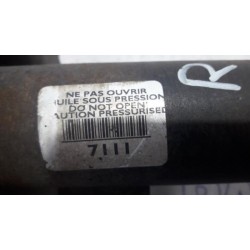 NE PAS OUVRIR
UILE SOUS PRESSION
DO NOT OPEN
AUTION PRESSURISED
7111
R